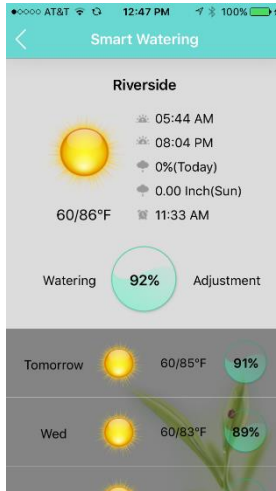 AT&T 12:47 PM 100%
Smart Watering
Riverside
05:44 AM
08:04 PM
0%(Today)
0.00 Inch(Sun)
60/86°F 11:33 AM
Watering 92% Adjustment
Tomorrow 60/85°F 91%
Wed 60/83°F 89%